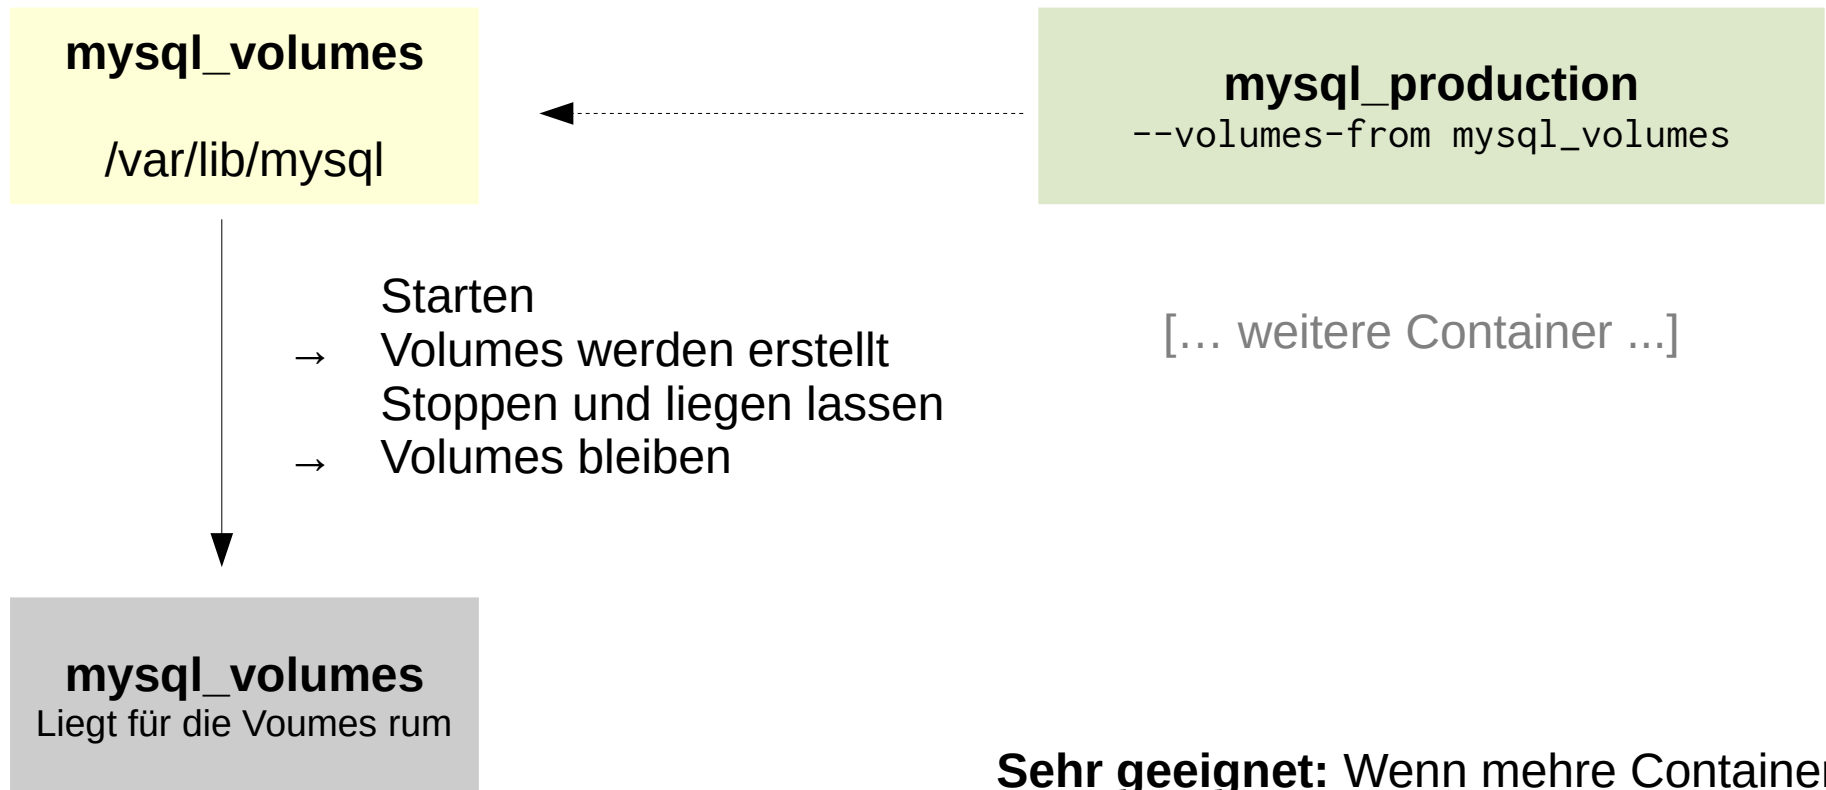 mysql_volumes
/var/lib/mysql
mysql_production
--volumes-from mysql_volumes
Starten
→ Volumes werden erstellt
Stoppen und liegen lassen
→ Volumes bleiben
[… weitere Container ...]
mysql_volumes
Liegt für die Voumes rum
Sehr geeignet: Wenn mehre Container